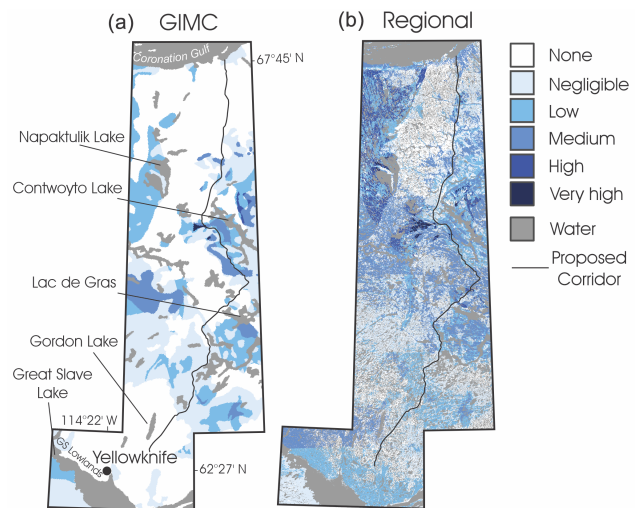 (a) GIMC
(b) Regional
Coronation Gulf
67°45' N
Napaktulik Lake
Contwoyto Lake
Lac de Gras
Gordon Lake
Great Slave
Lake
114°22' W
GS Lowlands
Yellowknife
62°27' N
None
Negligible
Low
Medium
High
Very high
Water
Proposed
Corridor